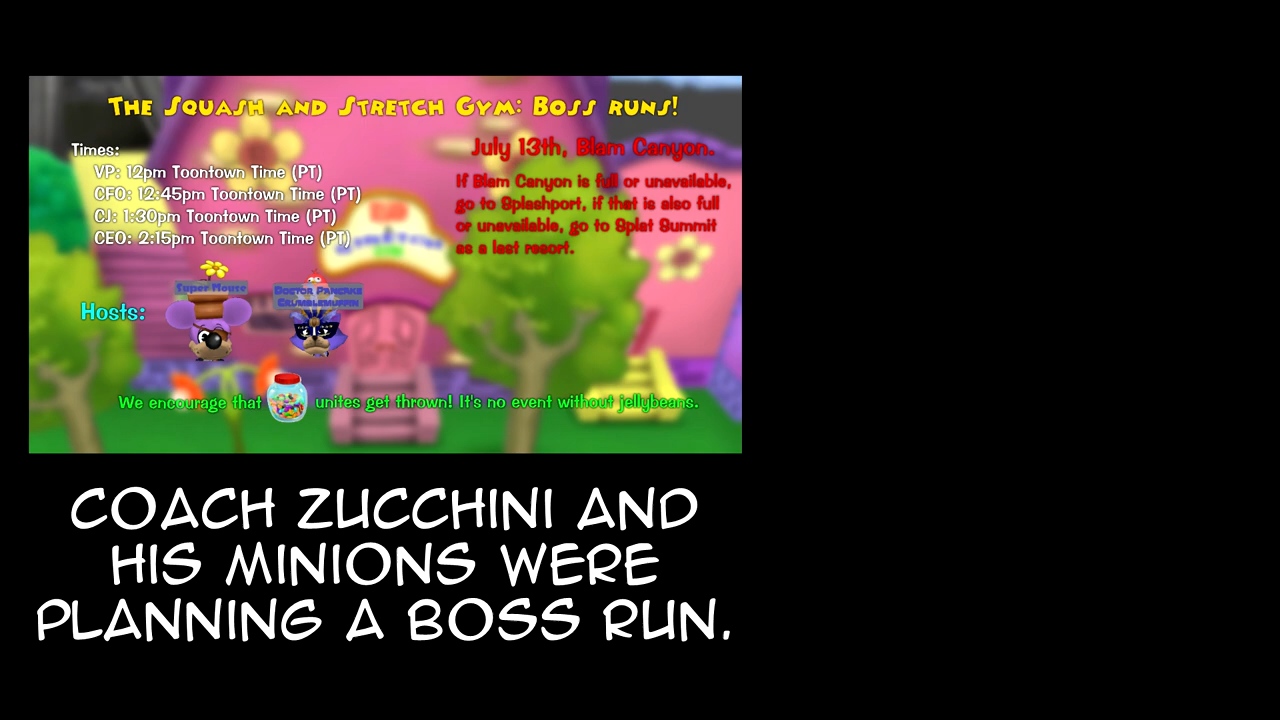 The Squash and Stretch Gym: Boss runs!
Times:
VP: 12pm Toontown Time (PT)
CFO: 12:45pm Toontown Time (PT)
CJ: 1:30pm Toontown Time (PT)
CEO: 2:15pm Toontown Time (PT)
July 13th, Blam Canyon.
If Blam Canyon is full or unavailable,
go to Splashport, if that is also full
or unavailable, go to Splat Summit
as a last resort.
Hosts:
Super Mouse
Doctor Pancake
Crumblemuffin
We encourage that unites get thrown! It's no event without jellybeans.
COACH ZUCCHINI AND
HIS MINIONS WERE
PLANNING A BOSS RUN.